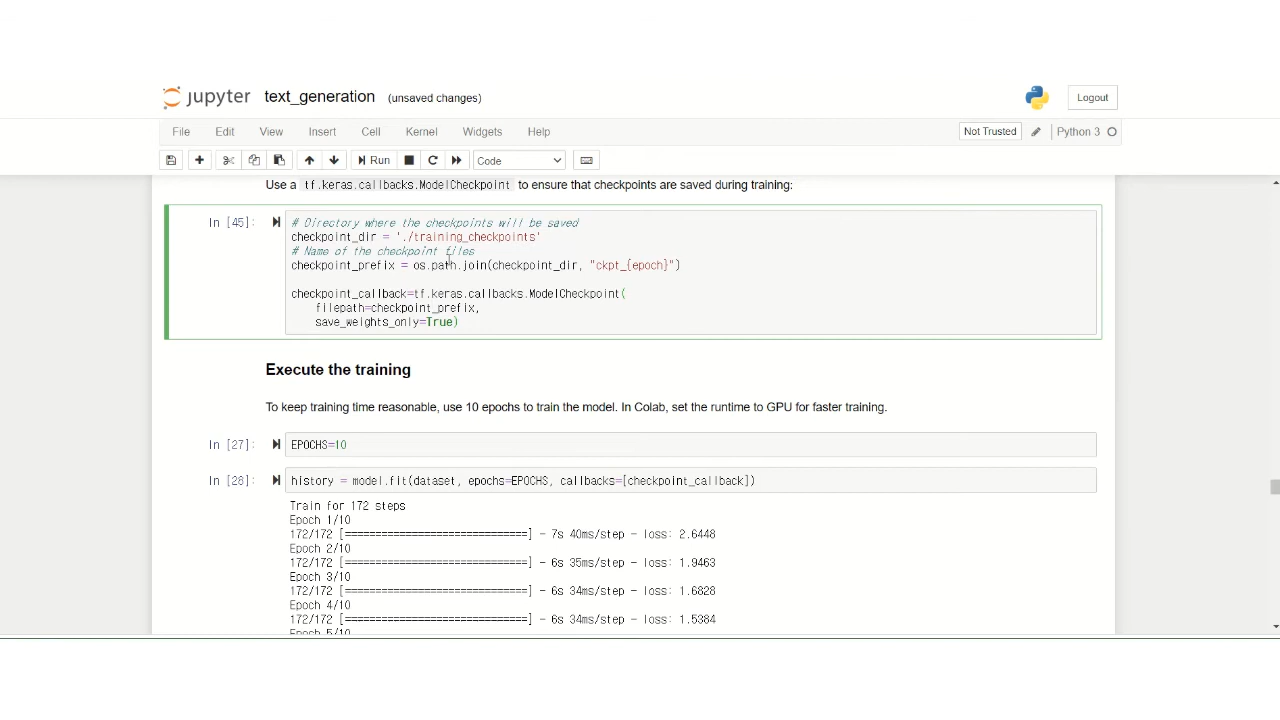 jupyter text_generation (unsaved changes) Logout
File Edit View Insert Cell Kernel Widgets Help Not Trusted Python 3
Run Code
Use a tf.keras.callbacks.ModelCheckpoint to ensure that checkpoints are saved during training:
In [45]: # Directory where the checkpoints will be saved
checkpoint_dir = './training_checkpoints'
# Name of the checkpoint files
checkpoint_prefix = os.path.join(checkpoint_dir, "ckpt_{epoch}")
checkpoint_callback=tf.keras.callbacks.ModelCheckpoint(
filepath=checkpoint_prefix,
save_weights_only=True)
Execute the training
To keep training time reasonable, use 10 epochs to train the model. In Colab, set the runtime to GPU for faster training.
In [27]: EPOCHS=10
In [28]: history = model.fit(dataset, epochs=EPOCHS, callbacks=[checkpoint_callback])
Train for 172 steps
Epoch 1/10
172/172 [==============================] - 7s 40ms/step - loss: 2.6448
Epoch 2/10
172/172 [==============================] - 6s 35ms/step - loss: 1.9463
Epoch 3/10
172/172 [==============================] - 6s 34ms/step - loss: 1.6828
Epoch 4/10
172/172 [==============================] - 6s 34ms/step - loss: 1.5384
Epoch 5/10